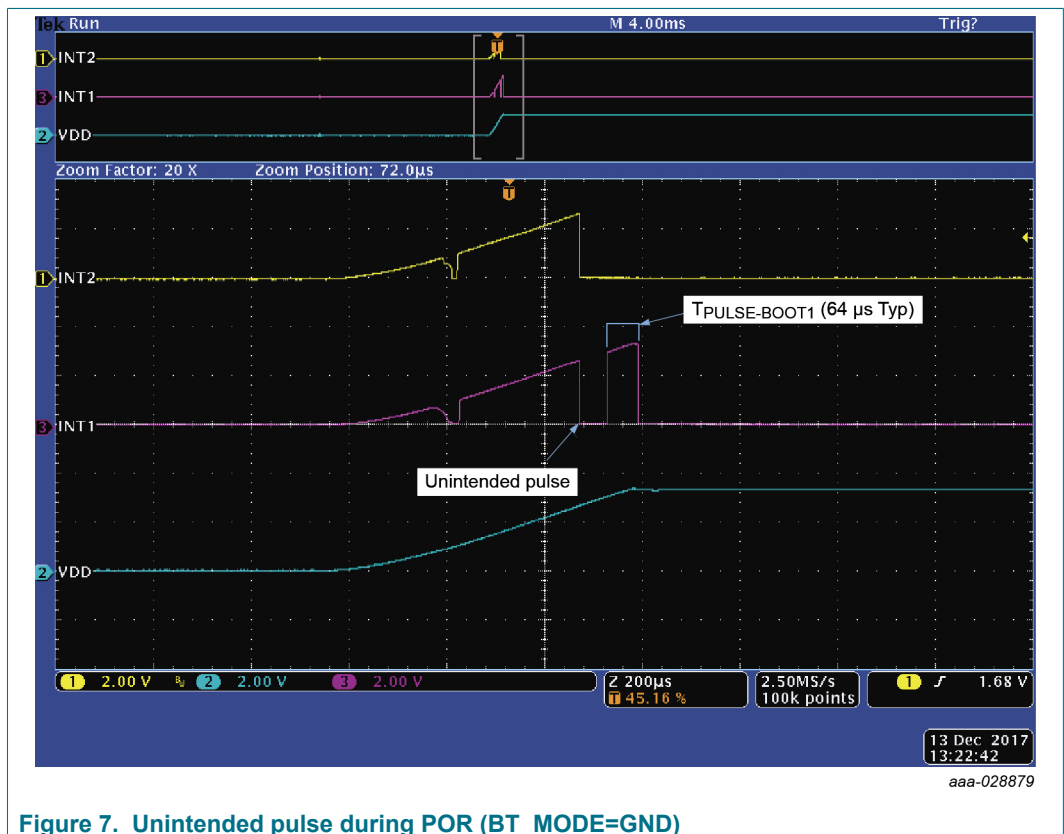 Tek Run
M 4.00ms
Trig?
T
1 INT2
3 INT1
2 VDD
Zoom Factor: 20 X
Zoom Position: 72.0µs
T
1 INT2
TPULSE-BOOT1 (64 µs Typ)
3 INT1
Unintended pulse
2 VDD
1 2.00 V BW 2 2.00 V 3 2.00 V
Z 200µs
T 45.16 %
2.50MS/s
100k points
1 1.68 V
13 Dec 2017
13:22:42
aaa-028879
Figure 7. Unintended pulse during POR (BT_MODE=GND)